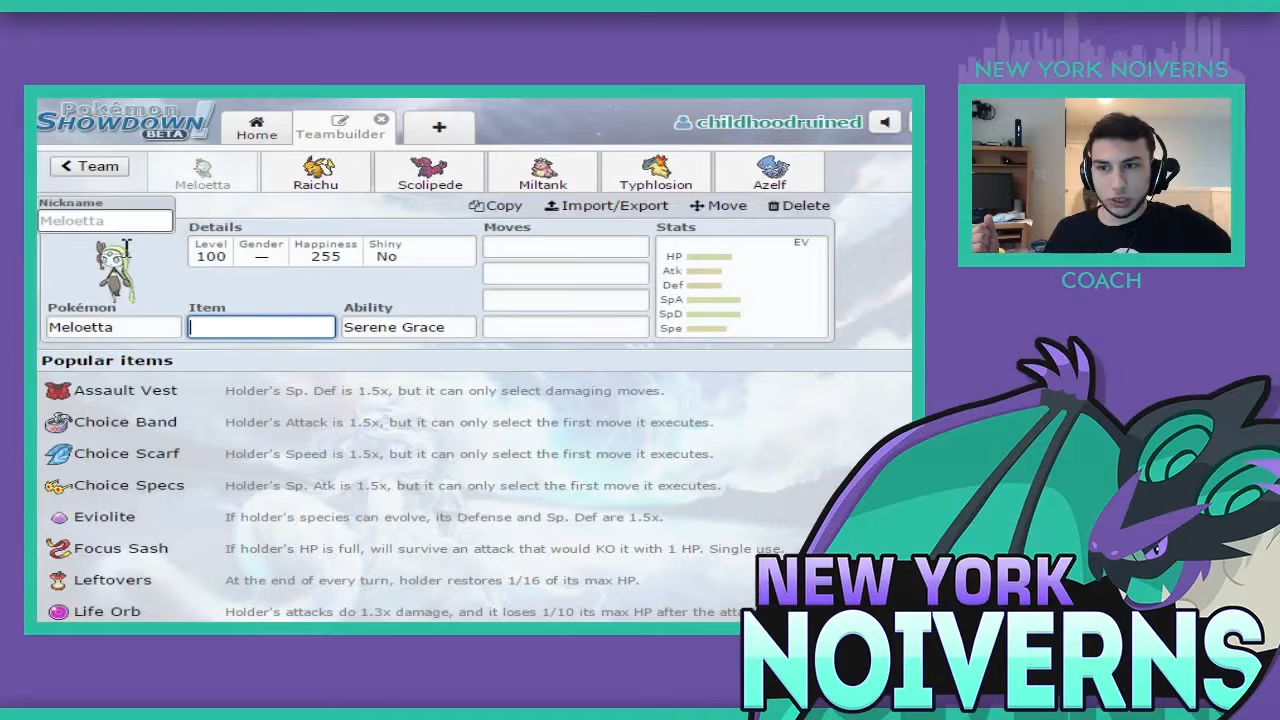 NEW YORK NOIVERNS
Pokémon
SHOWDOWN!
BETA
Home
Teambuilder
+
childhoodruined
< Team
Meloetta
Raichu
Scolipede
Miltank
Typhlosion
Azelf
Nickname
Meloetta
Copy
Import/Export
Move
Delete
Details
Moves
Stats
Level
100
Gender
—
Happiness
255
Shiny
No
EV
HP
Atk
Def
SpA
SpD
Spe
Pokémon
Meloetta
Item
Ability
Serene Grace
COACH
Popular items
Assault Vest Holder's Sp. Def is 1.5x, but it can only select damaging moves.
Choice Band Holder's Attack is 1.5x, but it can only select the first move it executes.
Choice Scarf Holder's Speed is 1.5x, but it can only select the first move it executes.
Choice Specs Holder's Sp. Atk is 1.5x, but it can only select the first move it executes.
Eviolite If holder's species can evolve, its Defense and Sp. Def are 1.5x.
Focus Sash If holder's HP is full, will survive an attack that would KO it with 1 HP. Single use.
Leftovers At the end of every turn, holder restores 1/16 of its max HP.
Life Orb Holder's attacks do 1.3x damage, and it loses 1/10 its max HP after the
NEW YORK
NOIVERNS